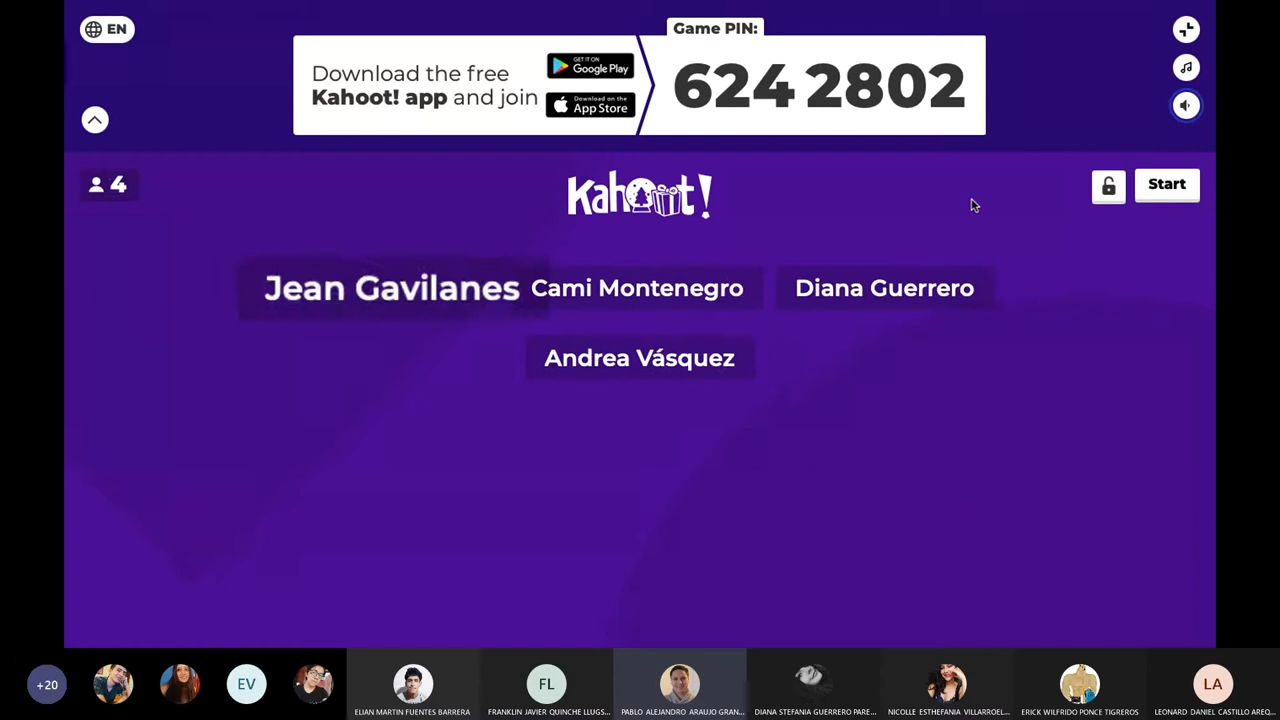 EN
Game PIN:
Download the free
Kahoot! app and join
GET IT ON
Google Play
Download on the
App Store
624 2802
4
Kahoot!
Start
Jean Gavilanes
Cami Montenegro
Diana Guerrero
Andrea Vásquez
+20
EV
FL
LA
ELIAN MARTIN FUENTES BARRERA
FRANKLIN JAVIER QUINCHE LLUGS...
PABLO ALEJANDRO ARAUJO GRAN...
DIANA STEFANIA GUERRERO PARE...
NICOLLE ESTHEFANIA VILLARROEL...
ERICK WILFRIDO PONCE TIGREROS
LEONARD DANIEL CASTILLO AREQ...